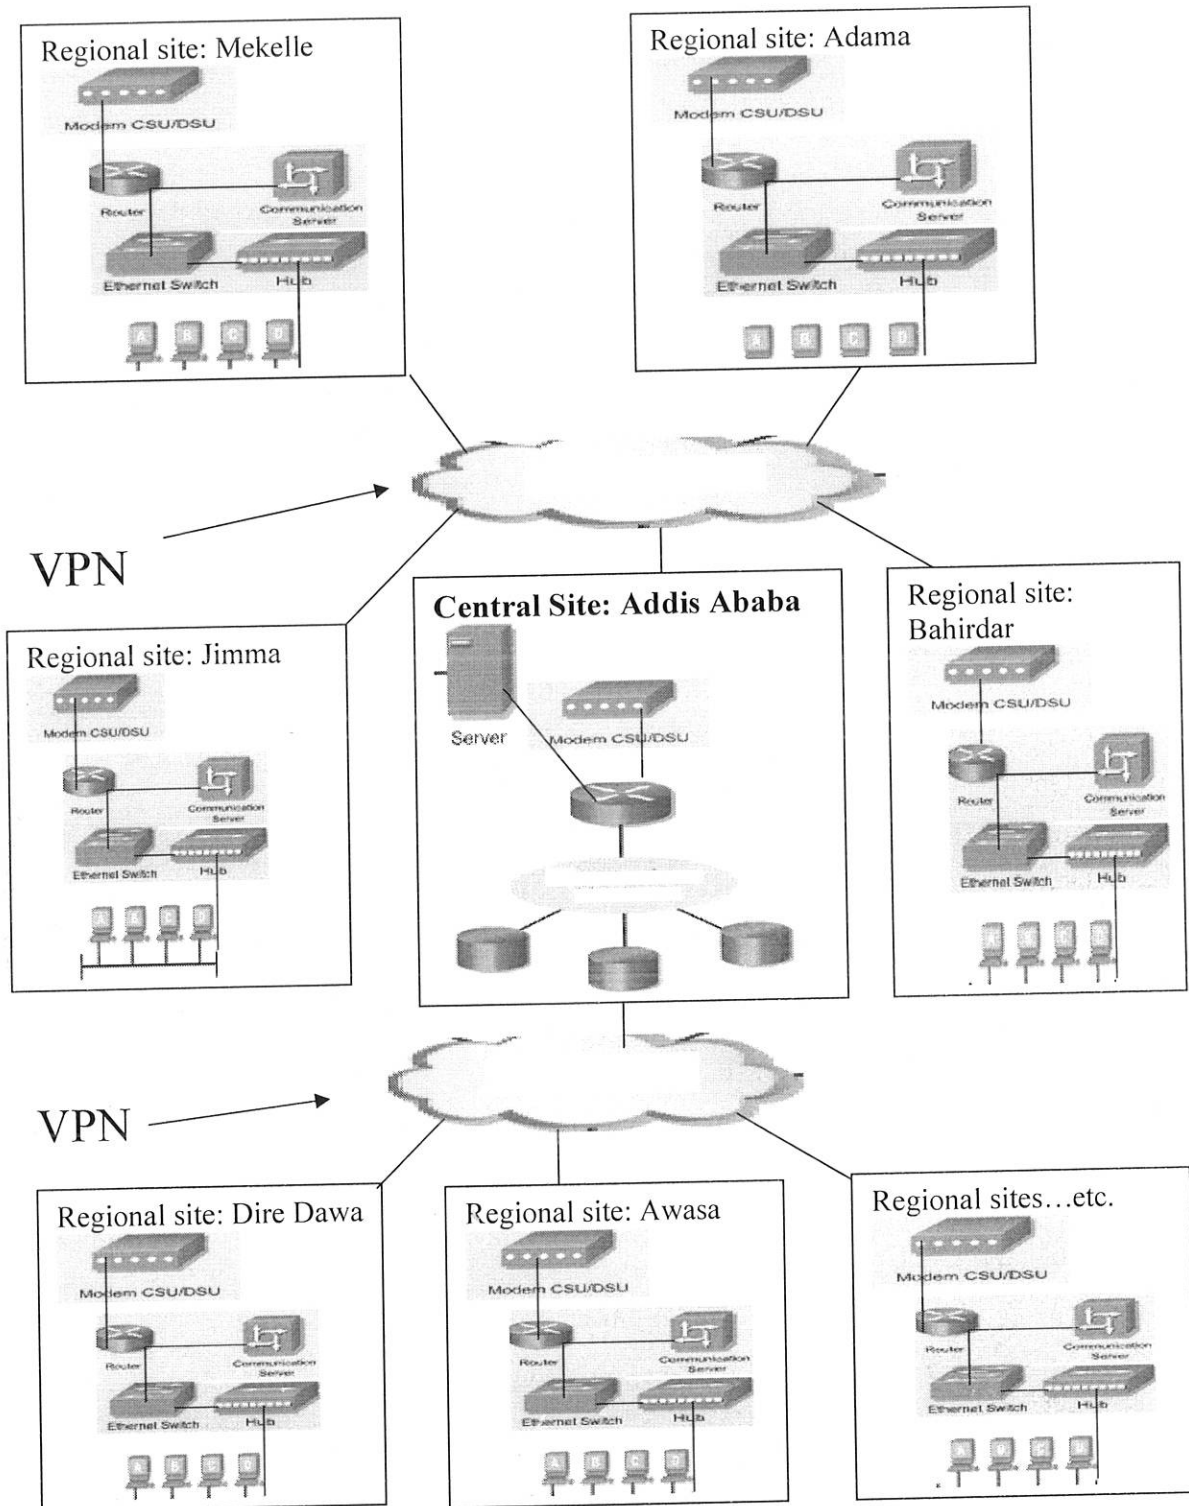 Regional site: Mekelle
Modem CSU/DSU
Router
Communication
Server
Ethernet Switch
Hub
A B C D
Regional site: Adama
Modem CSU/DSU
Router
Communication
Server
Ethernet Switch
Hub
A B C D
VPN
Regional site: Jimma
Modem CSU/DSU
Router
Communication
Server
Ethernet Switch
Hub
A B C D
Central Site: Addis Ababa
Server
Modem CSU/DSU
Regional site:
Bahirdar
Modem CSU/DSU
Router
Communication
Server
Ethernet Switch
Hub
A B C D
VPN
Regional site: Dire Dawa
Modem CSU/DSU
Router
Communication
Server
Ethernet Switch
Hub
A B C D
Regional site: Awasa
Modem CSU/DSU
Router
Communication
Server
Ethernet Switch
Hub
A B C D
Regional sites...etc.
Modem CSU/DSU
Router
Communication
Server
Ethernet Switch
Hub
A B C D